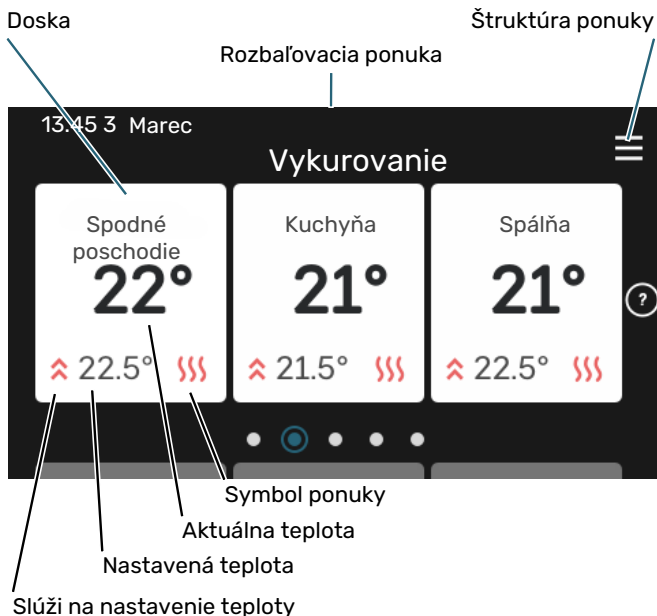 Doska
Štruktúra ponuky
Rozbaľovacia ponuka
13.45 3 Marec
Vykurovanie
Spodné
poschodie
22°
22.5°
Kuchyňa
21°
21.5°
Spálňa
21°
22.5°
?
Symbol ponuky
Aktuálna teplota
Nastavená teplota
Slúži na nastavenie teploty